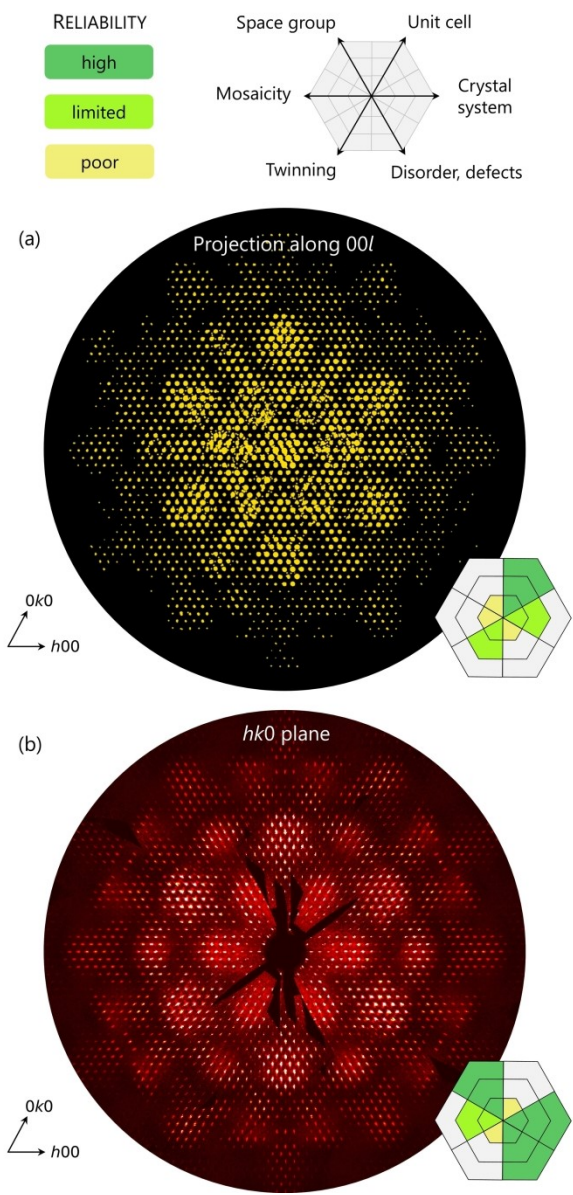 RELIABILITY
high
limited
poor
Space group
Unit cell
Mosaicity
Crystal
system
Twinning
Disorder, defects
(a)
Projection along 00l
0k0
h00
(b)
hk0 plane
0k0
h00